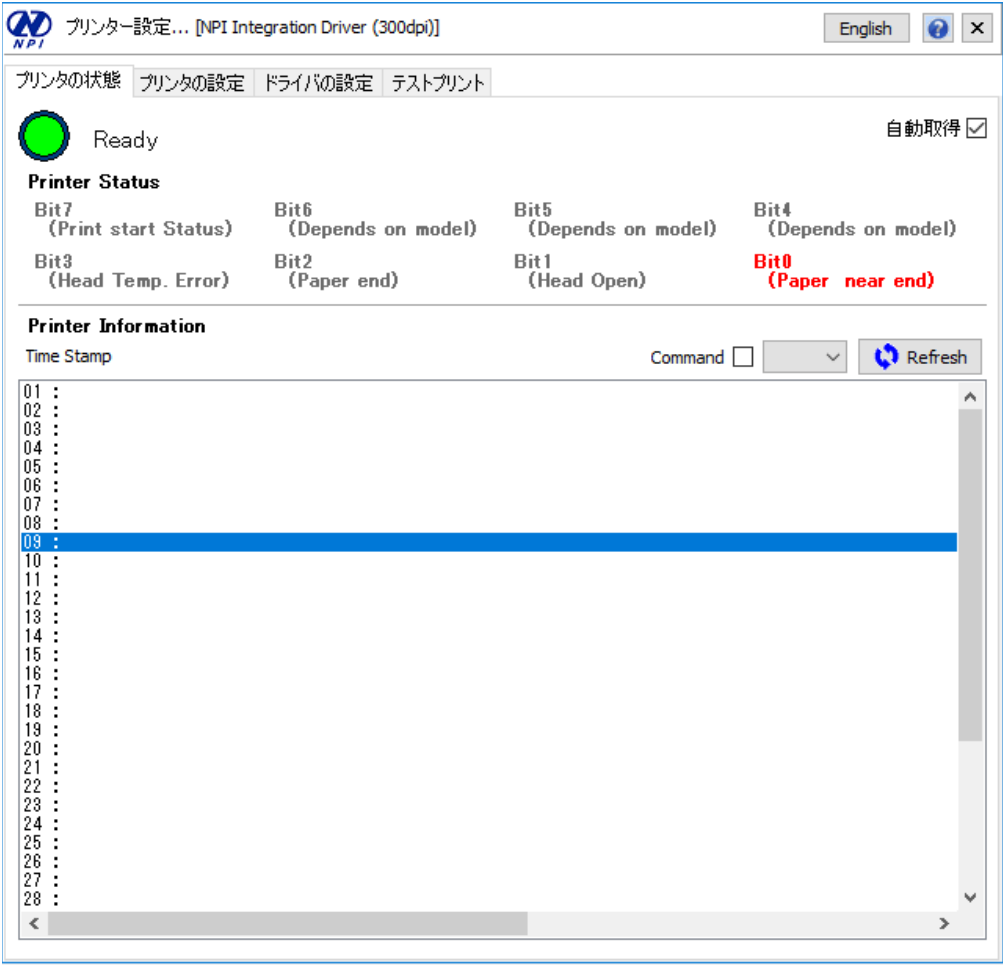 NPI プリンター設定... [NPI Integration Driver (300dpi)] English ?
プリンタの状態 プリンタの設定 ドライバの設定 テストプリント
Ready 自動取得
Printer Status
Bit7 Bit6 Bit5 Bit4
(Print start Status) (Depends on model) (Depends on model) (Depends on model)
Bit3 Bit2 Bit1 Bit0
(Head Temp. Error) (Paper end) (Head Open) (Paper near end)
Printer Information
Time Stamp Command Refresh
01 :
02 :
03 :
04 :
05 :
06 :
07 :
08 :
09 :
10 :
11 :
12 :
13 :
14 :
15 :
16 :
17 :
18 :
19 :
20 :
21 :
22 :
23 :
24 :
25 :
26 :
27 :
28 :